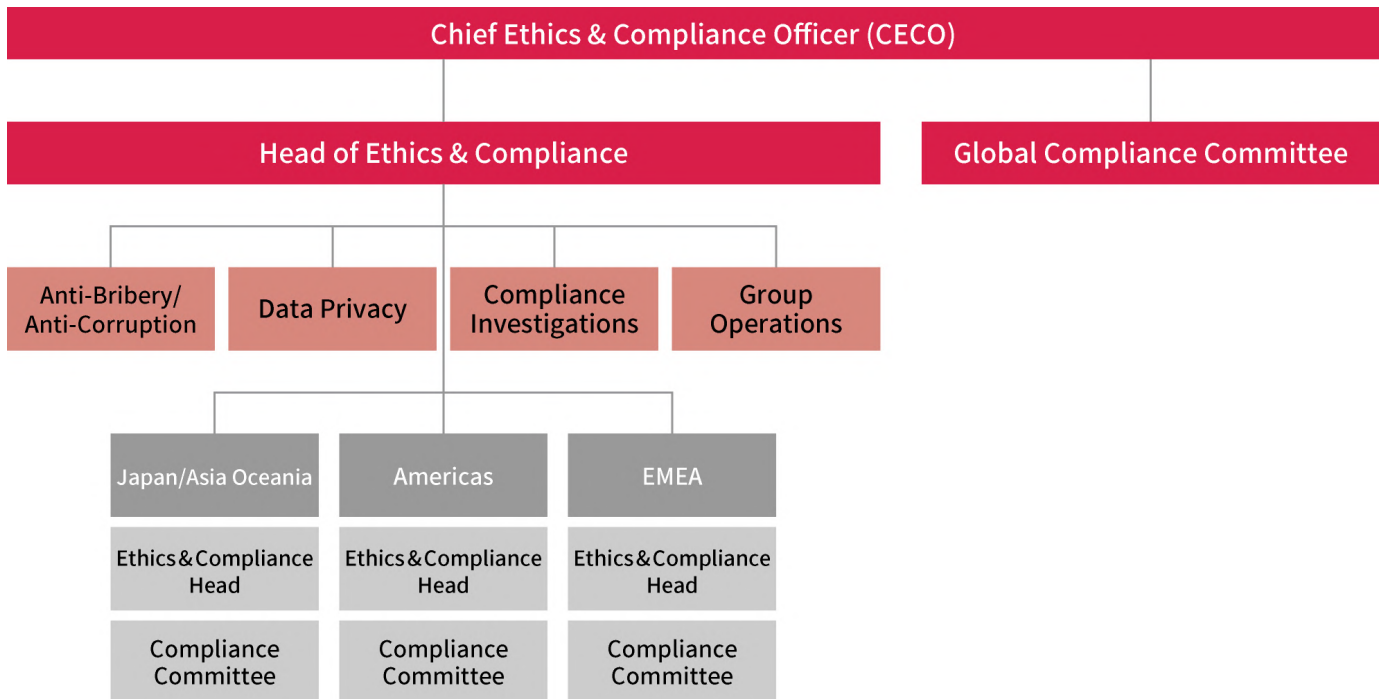 Chief Ethics & Compliance Officer (CECO)
Head of Ethics & Compliance
Global Compliance Committee
Anti-Bribery/
Anti-Corruption
Data Privacy
Compliance
Investigations
Group
Operations
Japan/Asia Oceania
Americas
EMEA
Ethics & Compliance
Head
Ethics & Compliance
Head
Ethics & Compliance
Head
Compliance
Committee
Compliance
Committee
Compliance
Committee